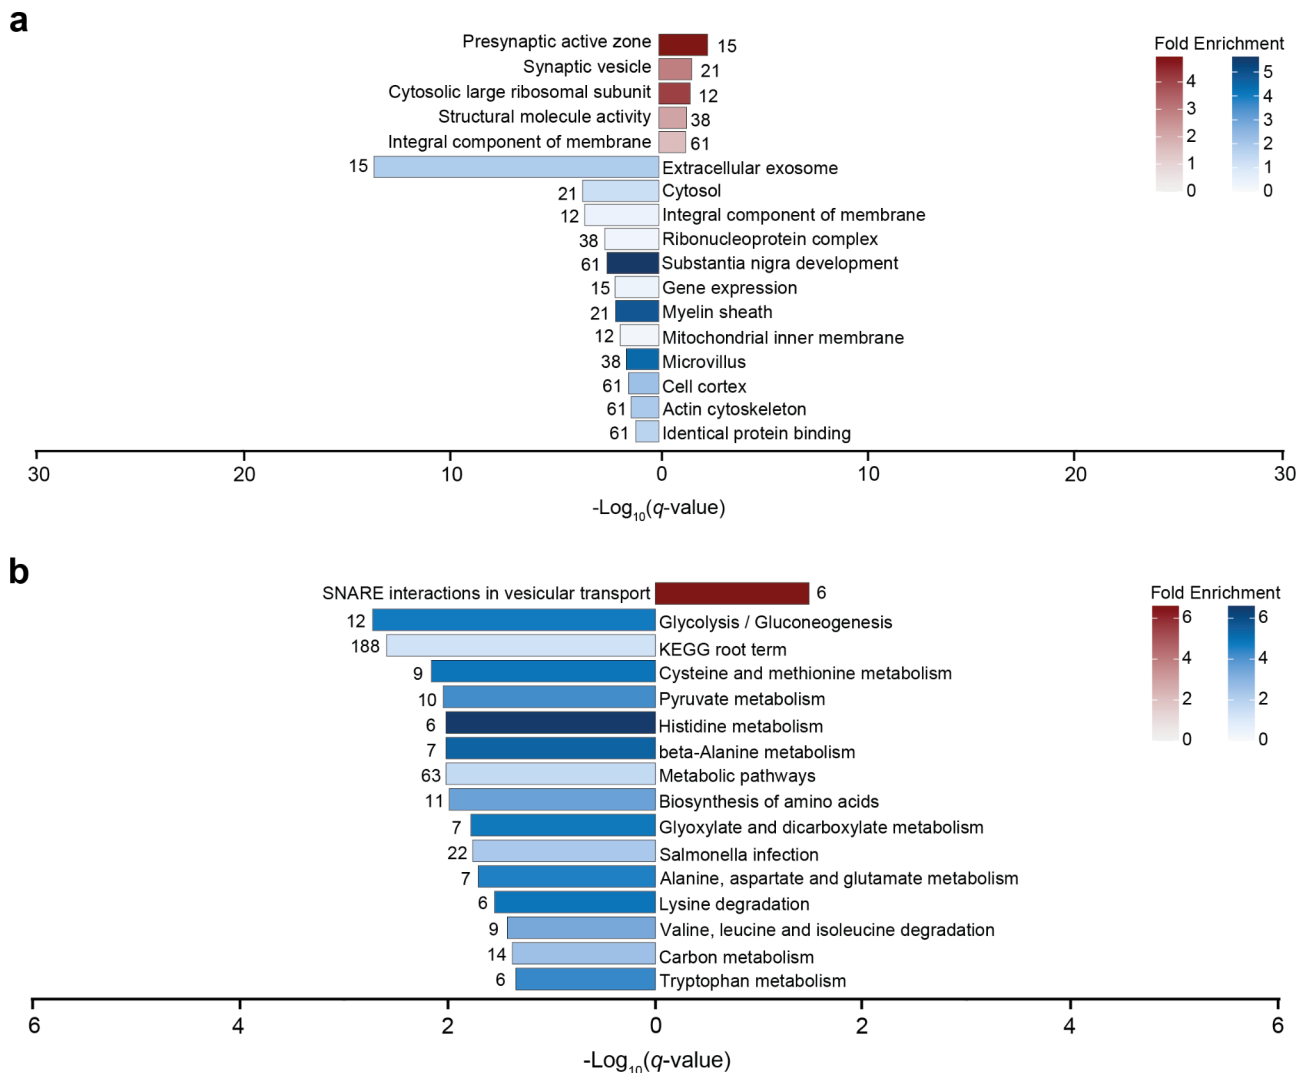 a
Presynaptic active zone 15
Synaptic vesicle 21
Cytosolic large ribosomal subunit 12
Structural molecule activity 38
Integral component of membrane 61
15 Extracellular exosome
21 Cytosol
12 Integral component of membrane
38 Ribonucleoprotein complex
61 Substantia nigra development
15 Gene expression
21 Myelin sheath
12 Mitochondrial inner membrane
38 Microvillus
61 Cell cortex
61 Actin cytoskeleton
61 Identical protein binding
30 20 10 0 10 20 30
-Log10(q-value)
Fold Enrichment
4 5
3 4
2 3
1 2
0 1
0
b
SNARE interactions in vesicular transport 6
12 Glycolysis / Gluconeogenesis
188 KEGG root term
9 Cysteine and methionine metabolism
10 Pyruvate metabolism
6 Histidine metabolism
7 beta-Alanine metabolism
63 Metabolic pathways
11 Biosynthesis of amino acids
7 Glyoxylate and dicarboxylate metabolism
22 Salmonella infection
7 Alanine, aspartate and glutamate metabolism
6 Lysine degradation
9 Valine, leucine and isoleucine degradation
14 Carbon metabolism
6 Tryptophan metabolism
6 4 2 0 2 4 6
-Log10(q-value)
Fold Enrichment
6 6
4 4
2 2
0 0